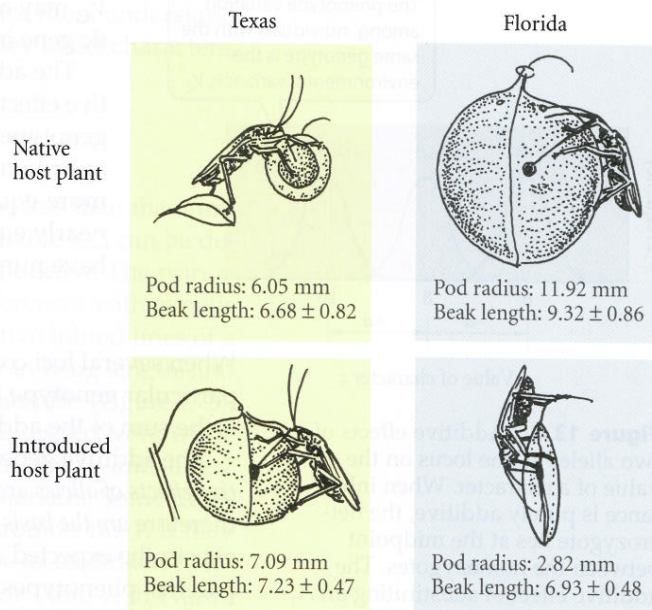 Texas
Florida
Native
host plant
Pod radius: 6.05 mm
Beak length: 6.68 ± 0.82
Pod radius: 11.92 mm
Beak length: 9.32 ± 0.86
Introduced
host plant
Pod radius: 7.09 mm
Beak length: 7.23 ± 0.47
Pod radius: 2.82 mm
Beak length: 6.93 ± 0.48